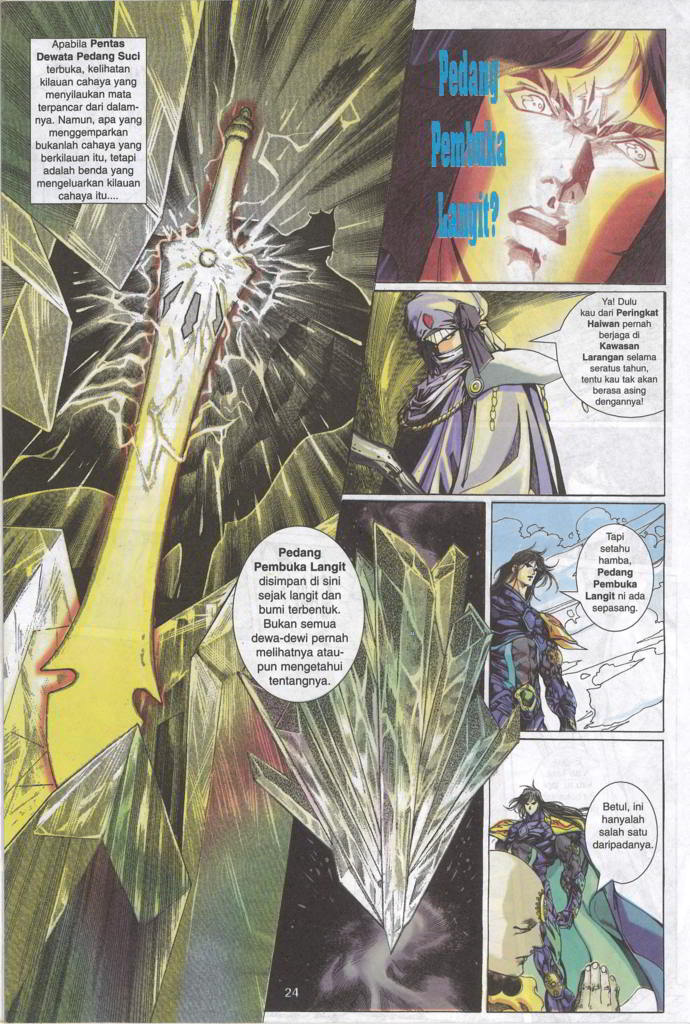 Apabila Pentas
Dewata Pedang Suci
terbuka, kelihatan
kilauan cahaya yang
menyilaukan mata
terpancar dari dalam-
nya. Namun, apa yang
menggemparkan
bukanlah cahaya yang
berkilauan itu, tetapi
adalah benda yang
mengeluarkan kilauan
cahaya itu....
Pedang
Pembuka
Langit?
Ya! Dulu
kau dari Peringkat
Haiwan pernah
berjaga di
Kawasan
Larangan selama
seratus tahun,
tentu kau tak akan
berasa asing
dengannya!
Pedang
Pembuka Langit
disimpan di sini
sejak langit dan
bumi terbentuk.
Bukan semua
dewa-dewi pernah
melihatnya atau-
pun mengetahui
tentangnya.
Tapi
setahu
hamba,
Pedang
Pembuka
Langit ni ada
sepasang.
Betul, ini
hanyalah
salah satu
daripadanya.
24